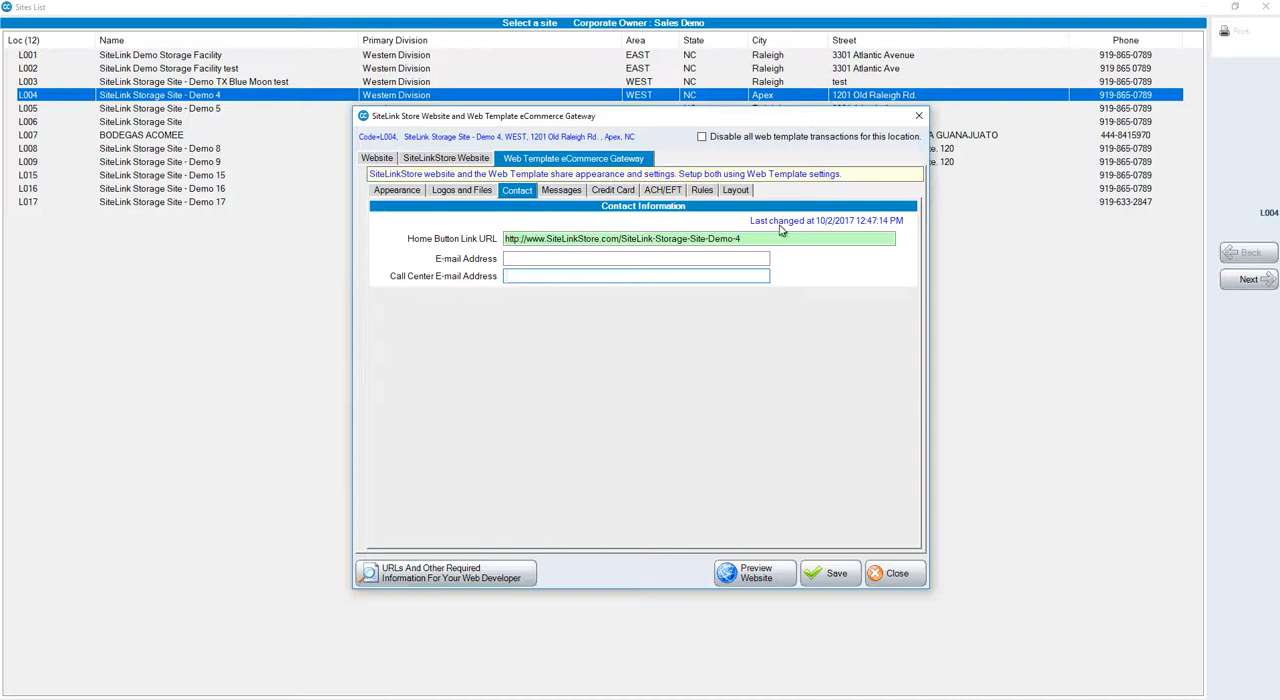 Sites List
Select a site Corporate Owner : Sales Demo
Loc (12) Name Primary Division Area State City Street Phone
L001 SiteLink Demo Storage Facility Western Division EAST NC Raleigh 3301 Atlantic Avenue 919-865-0789
L002 SiteLink Demo Storage Facility test Western Division EAST NC Raleigh 3301 Atlantic Ave 919-865-0789
L003 SiteLink Storage Site - Demo TX Blue Moon test Western Division WEST NC Raleigh test 919-865-0789
L004 SiteLink Storage Site - Demo 4 Western Division WEST NC Apex 1201 Old Raleigh Rd. 919-865-0789
L005 SiteLink Storage Site - Demo 5 919-865-0789
L006 SiteLink Storage Site 919-865-0789
L007 BODEGAS ACOMEE A GUANAJUATO 444-8415970
L008 SiteLink Storage Site - Demo 8 te. 120 919-865-0789
L009 SiteLink Storage Site - Demo 9 c. 120 919-865-0789
L015 SiteLink Storage Site - Demo 15 919-865-0789
L016 SiteLink Storage Site - Demo 16 919-865-0789
L017 SiteLink Storage Site - Demo 17 919-633-2847
Print
L004
Back
Next
SiteLink Store Website and Web Template eCommerce Gateway
Code=L004, SiteLink Storage Site - Demo 4, WEST, 1201 Old Raleigh Rd. , Apex, NC
Disable all web template transactions for this location.
Website SiteLinkStore Website Web Template eCommerce Gateway
SiteLinkStore website and the Web Template share appearance and settings. Setup both using Web Template settings.
Appearance Logos and Files Contact Messages Credit Card ACH/EFT Rules Layout
Contact Information
Last changed at 10/2/2017 12:47:14 PM
Home Button Link URL http://www.SiteLinkStore.com/SiteLink-Storage-Site-Demo-4
E-mail Address
Call Center E-mail Address
URLs And Other Required
Information For Your Web Developer
Preview
Website
Save
Close